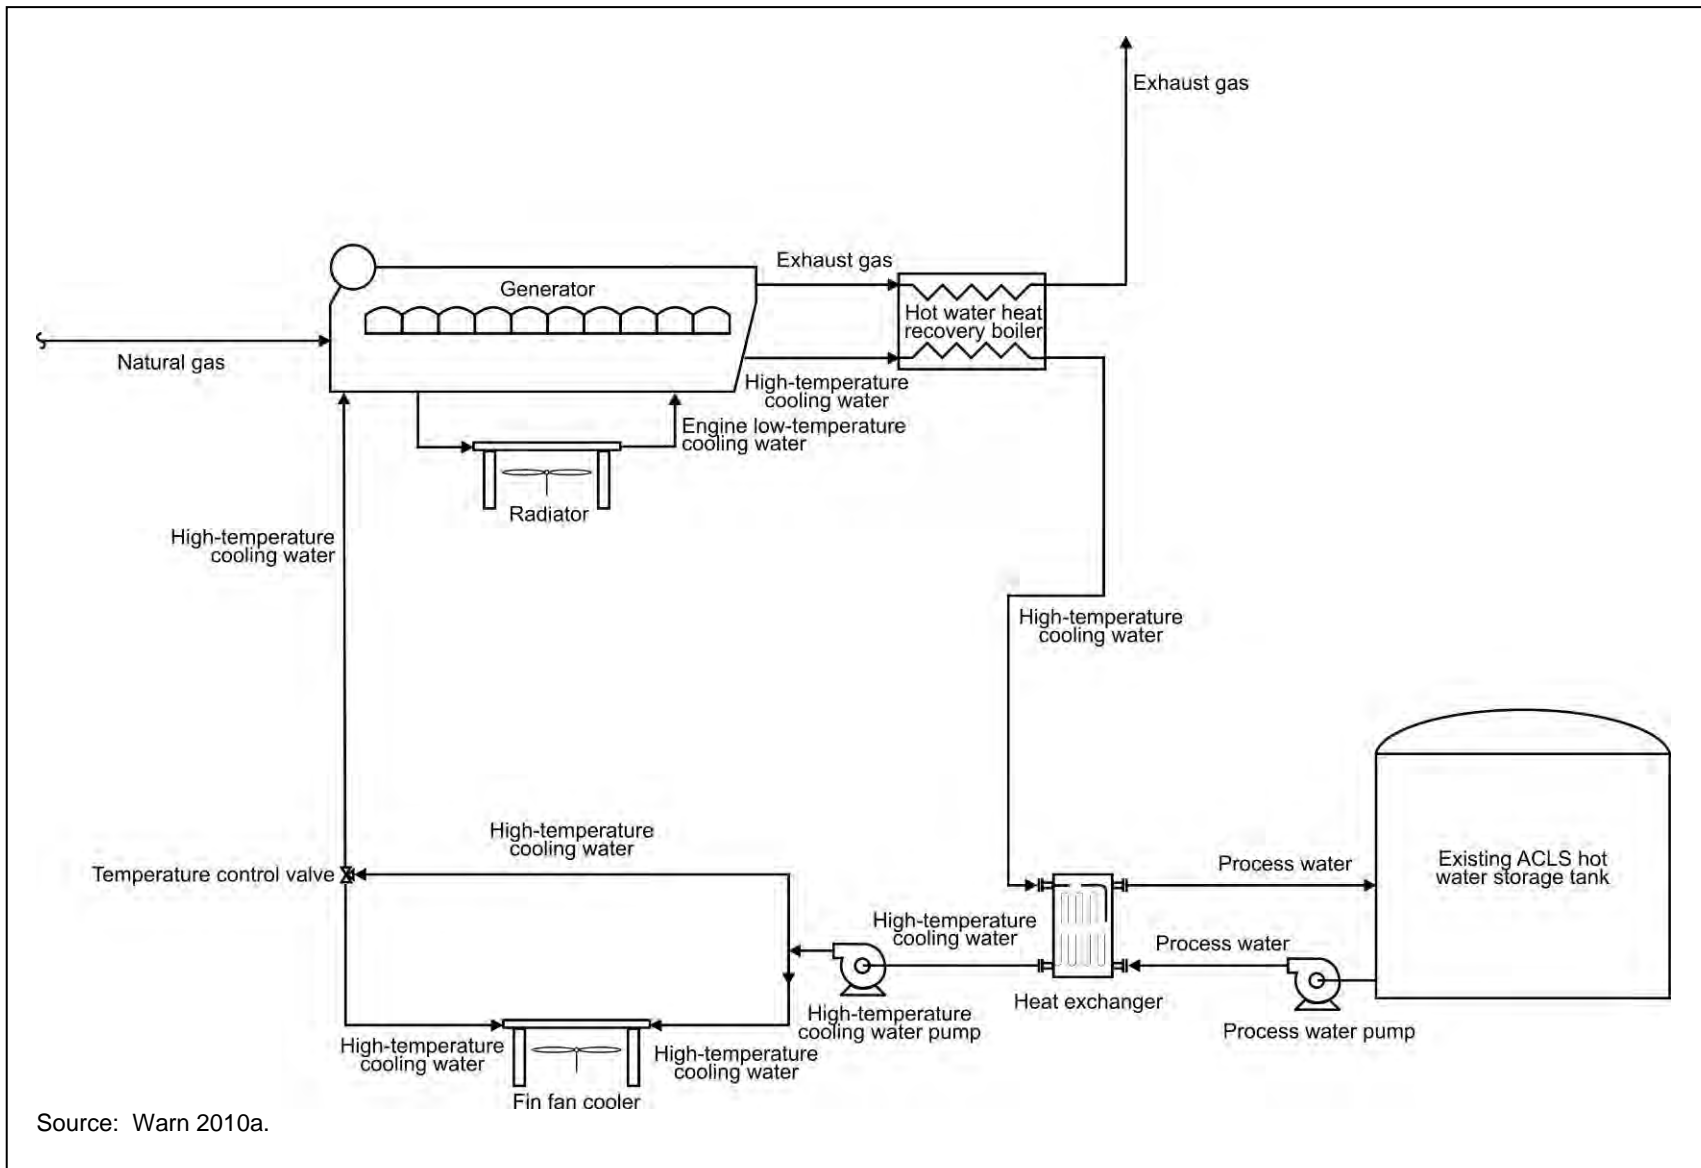 Exhaust gas
Exhaust gas
Generator
Hot water heat
recovery boiler
Natural gas
High-temperature
cooling water
Engine low-temperature
cooling water
Radiator
High-temperature
cooling water
High-temperature
cooling water
High-temperature
cooling water
Temperature control valve
Process water
Existing ACLS hot
water storage tank
High-temperature
cooling water
Process water
Heat exchanger
High-temperature
cooling water pump
Process water pump
High-temperature
cooling water
High-temperature
cooling water
Fin fan cooler
Source: Warn 2010a.